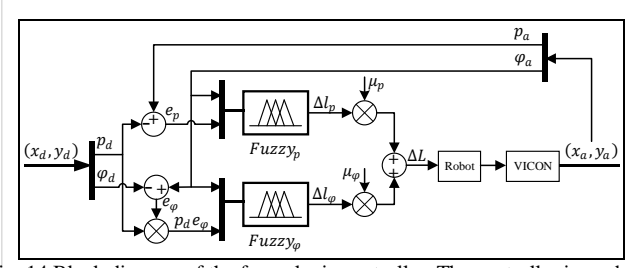 p_a
φ_a
μ_p
e_p
Δl_p
(x_d, y_d)
p_d
Fuzzy_p
φ_d
ΔL
Robot
VICON
(x_a, y_a)
μ_φ
e_φ
p_d e_φ
Δl_φ
Fuzzy_φ